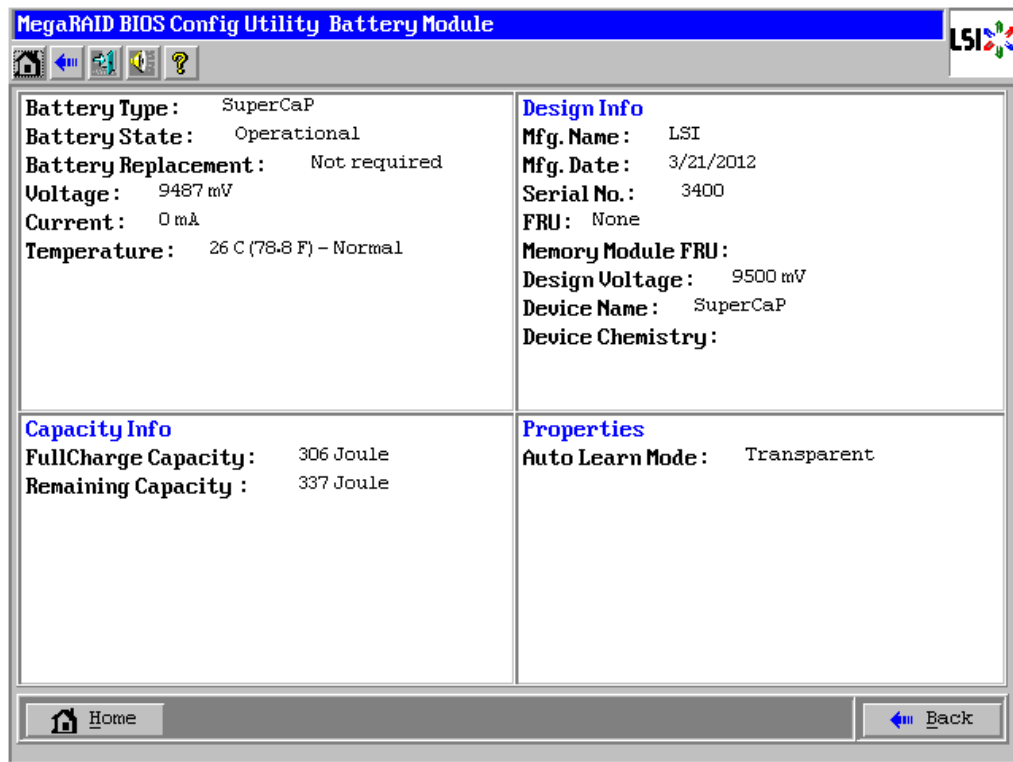 MegaRAID BIOS Config Utility Battery Module
LSI
Battery Type: SuperCaP
Battery State: Operational
Battery Replacement: Not required
Voltage: 9487 mV
Current: 0 mA
Temperature: 26 C (78.8 F) – Normal
Design Info
Mfg. Name: LSI
Mfg. Date: 3/21/2012
Serial No.: 3400
FRU: None
Memory Module FRU:
Design Voltage: 9500 mV
Device Name: SuperCaP
Device Chemistry:
Capacity Info
FullCharge Capacity: 306 Joule
Remaining Capacity : 337 Joule
Properties
Auto Learn Mode: Transparent
Home
Back